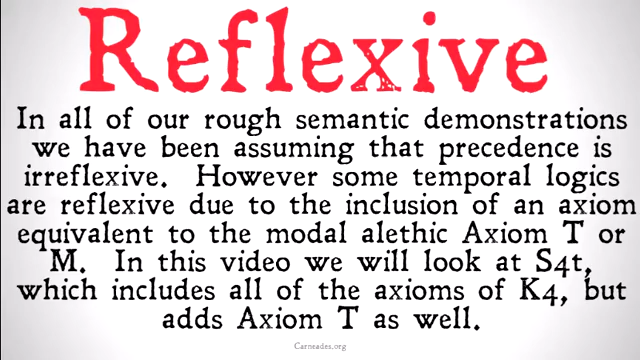 Reflexive
In all of our rough semantic demonstrations
we have been assuming that precedence is
irreflexive. However some temporal logics
are reflexive due to the inclusion of an axiom
equivalent to the modal alethic Axiom T or
M. In this video we will look at S4t,
which includes all of the axioms of K4, but
adds Axiom T as well.
Carneades.org